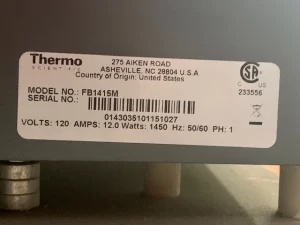 Thermo
SCIENTIFIC
275 AIKEN ROAD
ASHEVILLE, NC 28804 U.S.A
Country of Origin: United States
MODEL NO.: FB1415M
SERIAL NO.:
0143035101151027
VOLTS: 120 AMPS: 12.0 Watts: 1450 Hz: 50/60 PH: 1
C US
233556